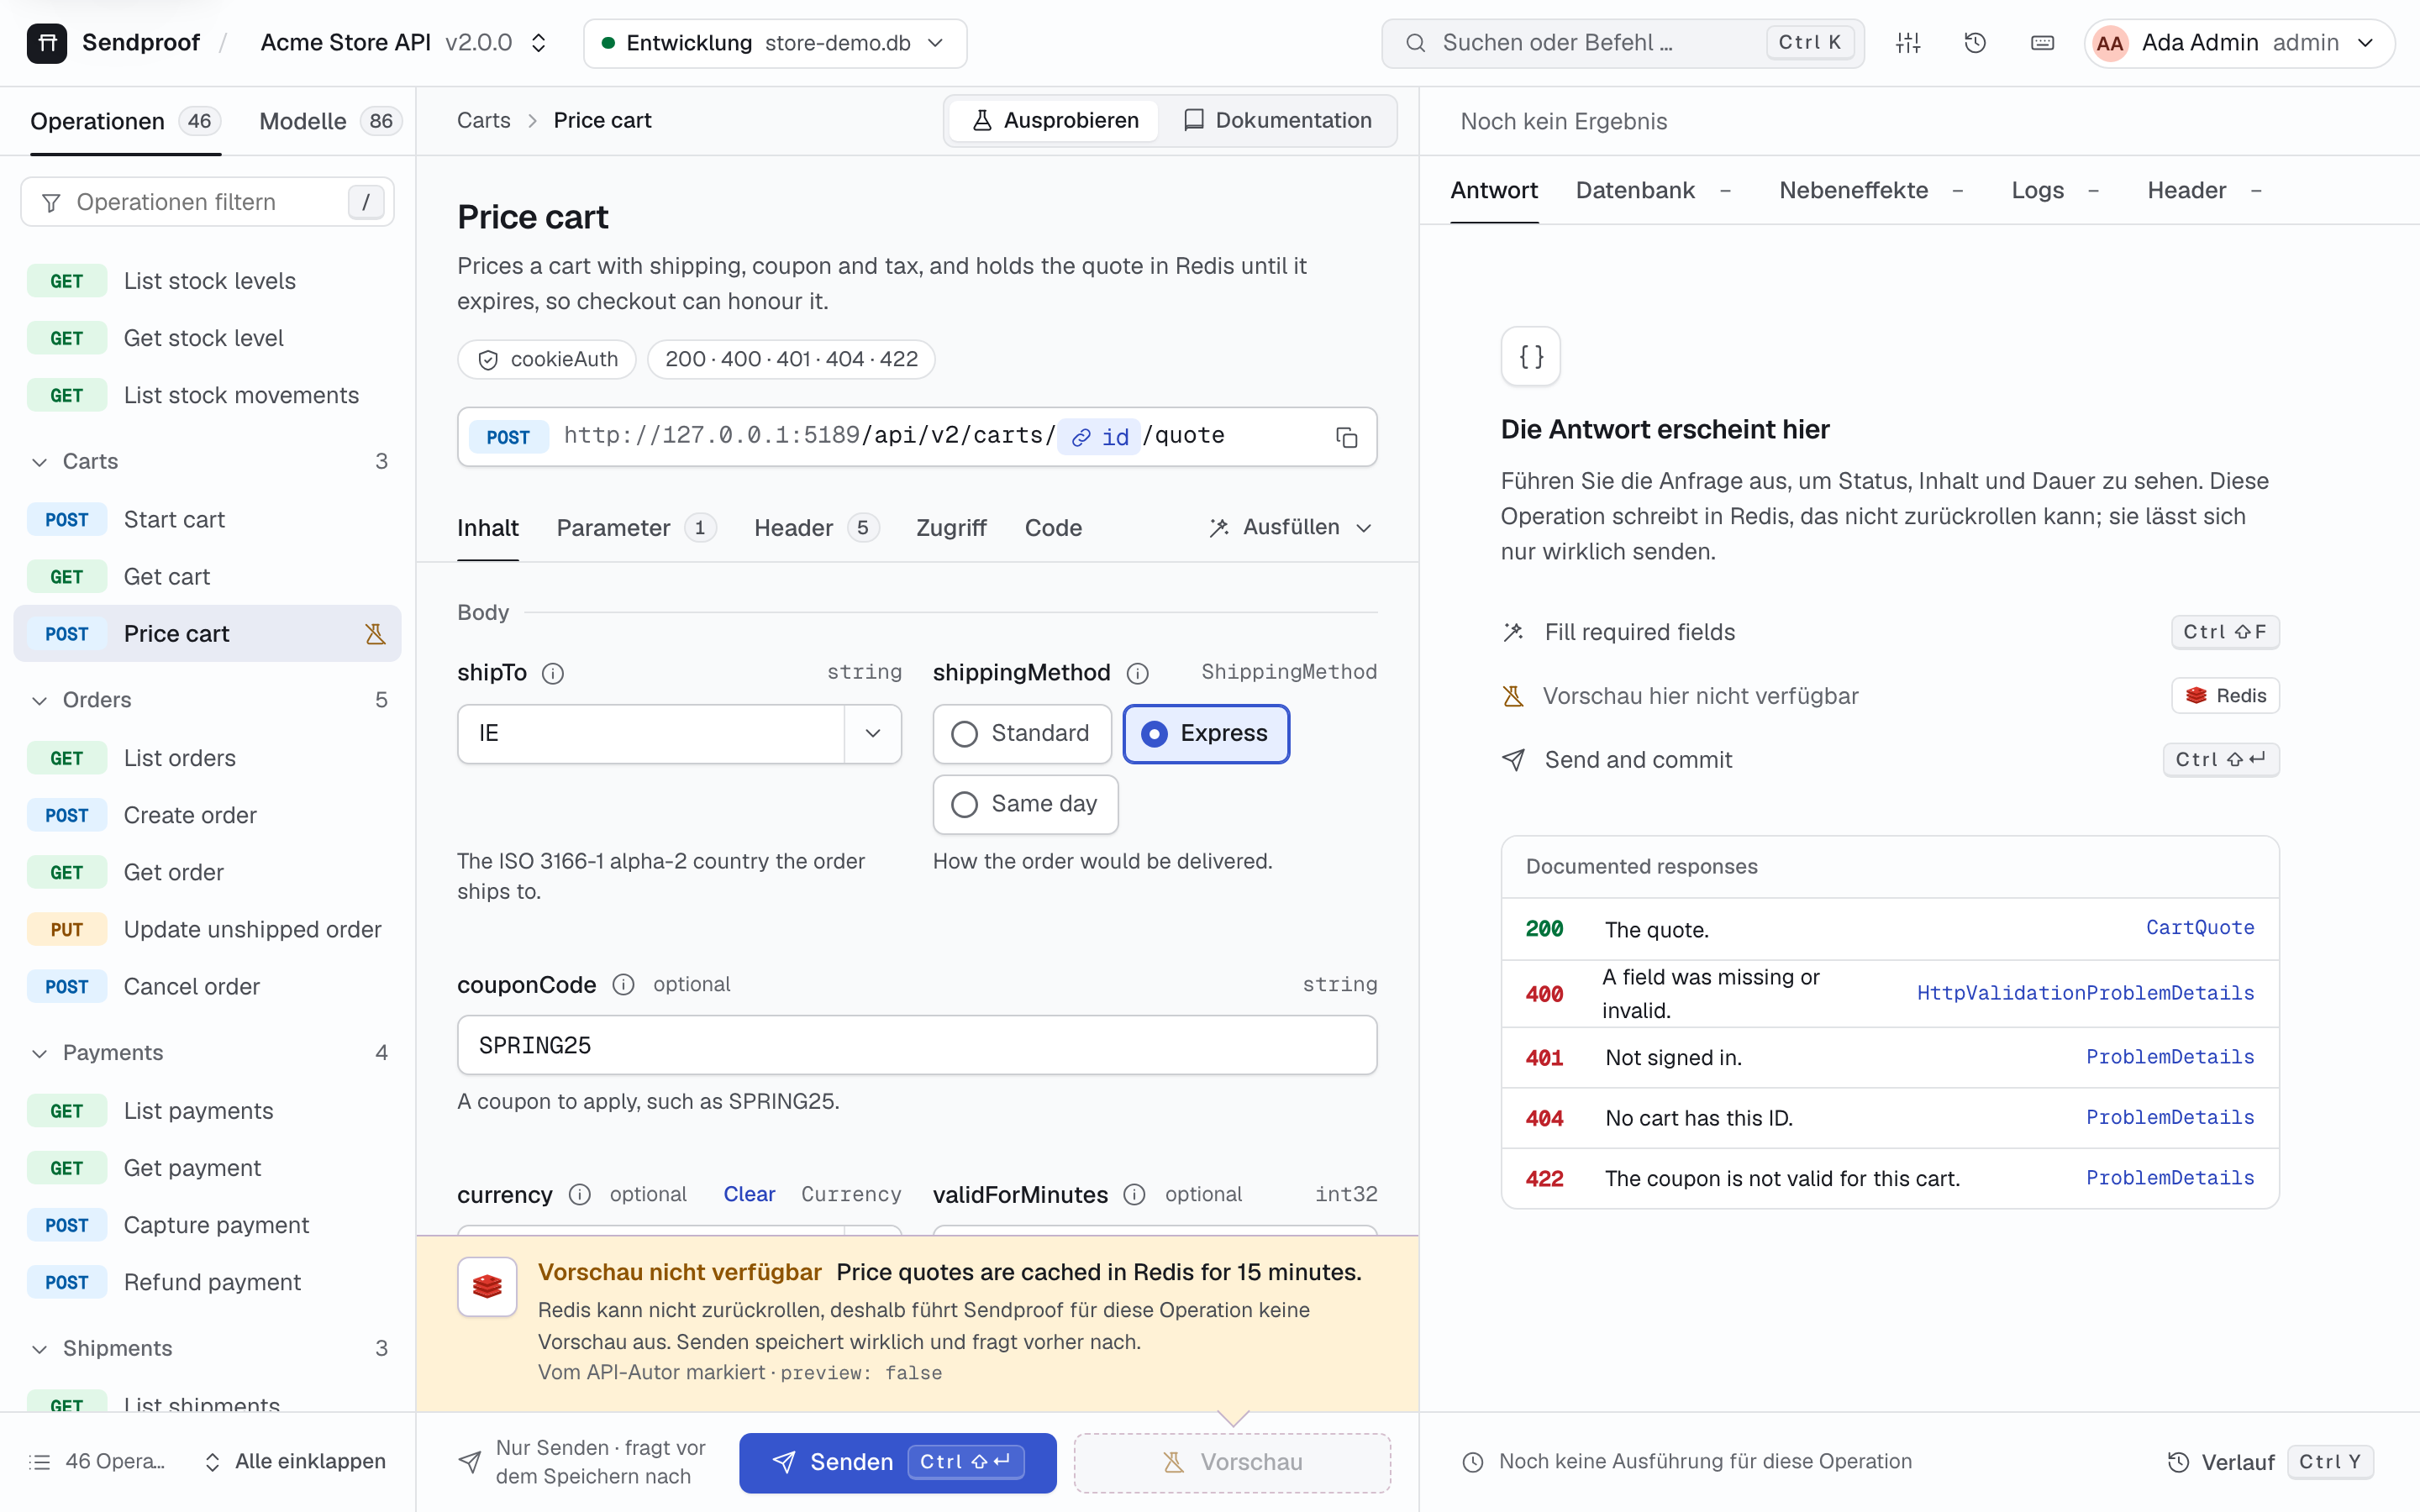 Sendproof / Acme Store API v2.0.0
Entwicklung store-demo.db
Suchen oder Befehl … Ctrl K
AA Ada Admin admin
Operationen 46 Modelle 86
Operationen filtern /
GET List stock levels
GET Get stock level
GET List stock movements
Carts 3
POST Start cart
GET Get cart
POST Price cart
Orders 5
GET List orders
POST Create order
GET Get order
PUT Update unshipped order
POST Cancel order
Payments 4
GET List payments
GET Get payment
POST Capture payment
POST Refund payment
Shipments 3
GET List shipments
46 Opera… Alle einklappen
Carts > Price cart
Ausprobieren Dokumentation
Price cart
Prices a cart with shipping, coupon and tax, and holds the quote in Redis until it
expires, so checkout can honour it.
cookieAuth 200 · 400 · 401 · 404 · 422
POST http://127.0.0.1:5189/api/v2/carts/ id /quote
Inhalt Parameter 1 Header 5 Zugriff Code Ausfüllen
Body
shipTo string
IE
The ISO 3166-1 alpha-2 country the order
ships to.
shippingMethod ShippingMethod
Standard Express
Same day
How the order would be delivered.
couponCode optional string
SPRING25
A coupon to apply, such as SPRING25.
currency optional Clear Currency
validForMinutes optional int32
Vorschau nicht verfügbar Price quotes are cached in Redis for 15 minutes.
Redis kann nicht zurückrollen, deshalb führt Sendproof für diese Operation keine
Vorschau aus. Senden speichert wirklich und fragt vorher nach.
Vom API-Autor markiert · preview: false
Nur Senden · fragt vor
dem Speichern nach
Senden Ctrl ⇧ ↵
Vorschau
Noch kein Ergebnis
Antwort Datenbank – Nebeneffekte – Logs – Header –
{ }
Die Antwort erscheint hier
Führen Sie die Anfrage aus, um Status, Inhalt und Dauer zu sehen. Diese
Operation schreibt in Redis, das nicht zurückrollen kann; sie lässt sich
nur wirklich senden.
Fill required fields Ctrl ⇧ F
Vorschau hier nicht verfügbar Redis
Send and commit Ctrl ⇧ ↵
Documented responses
200 The quote. CartQuote
400 A field was missing or
invalid. HttpValidationProblemDetails
401 Not signed in. ProblemDetails
404 No cart has this ID. ProblemDetails
422 The coupon is not valid for this cart. ProblemDetails
Noch keine Ausführung für diese Operation
Verlauf Ctrl Y